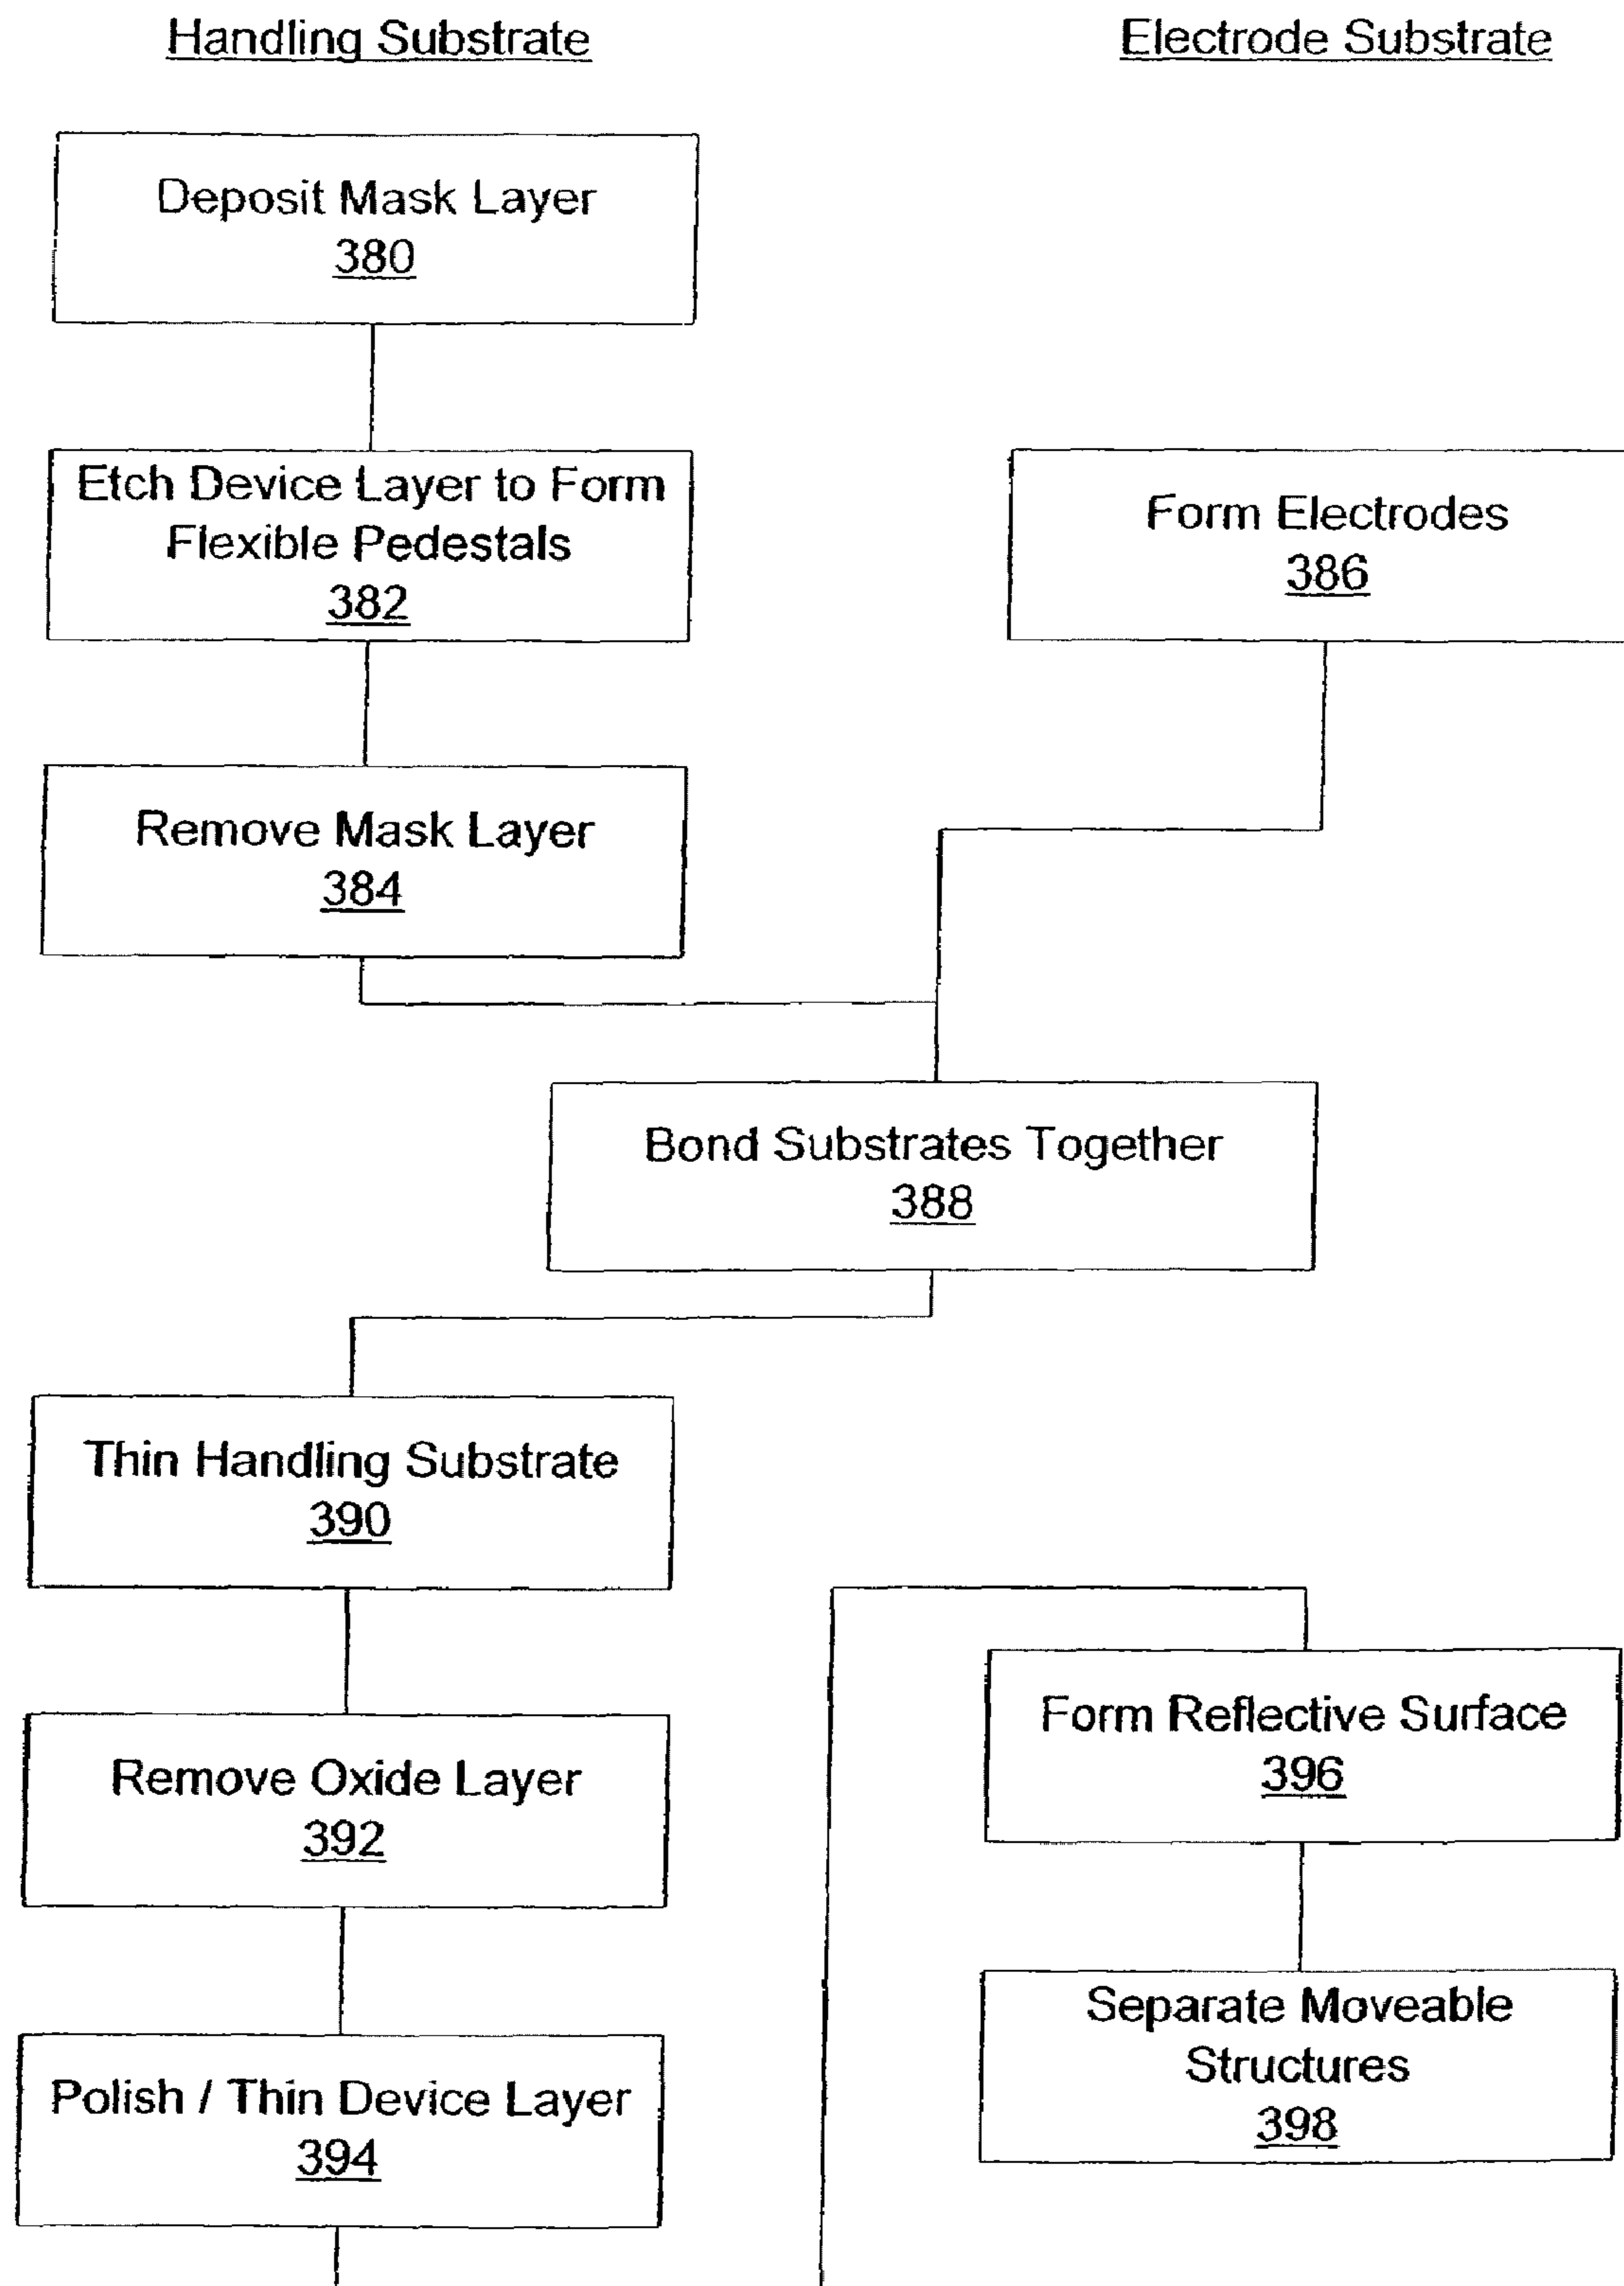 Handling Substrate
Electrode Substrate
Deposit Mask Layer
380
Etch Device Layer to Form
Flexible Pedestals
382
Form Electrodes
386
Remove Mask Layer
384
Bond Substrates Together
388
Thin Handling Substrate
390
Remove Oxide Layer
392
Polish / Thin Device Layer
394
Form Reflective Surface
396
Separate Moveable
Structures
398